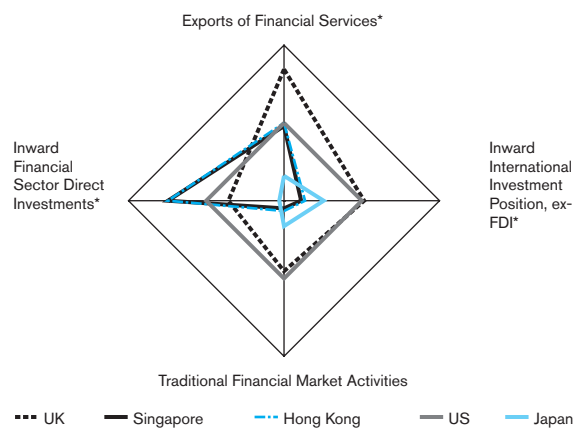 Exports of Financial Services*
Inward
Financial
Sector Direct
Investments*
Inward
International
Investment
Position, ex-
FDI*
Traditional Financial Market Activities
UK Singapore Hong Kong US Japan